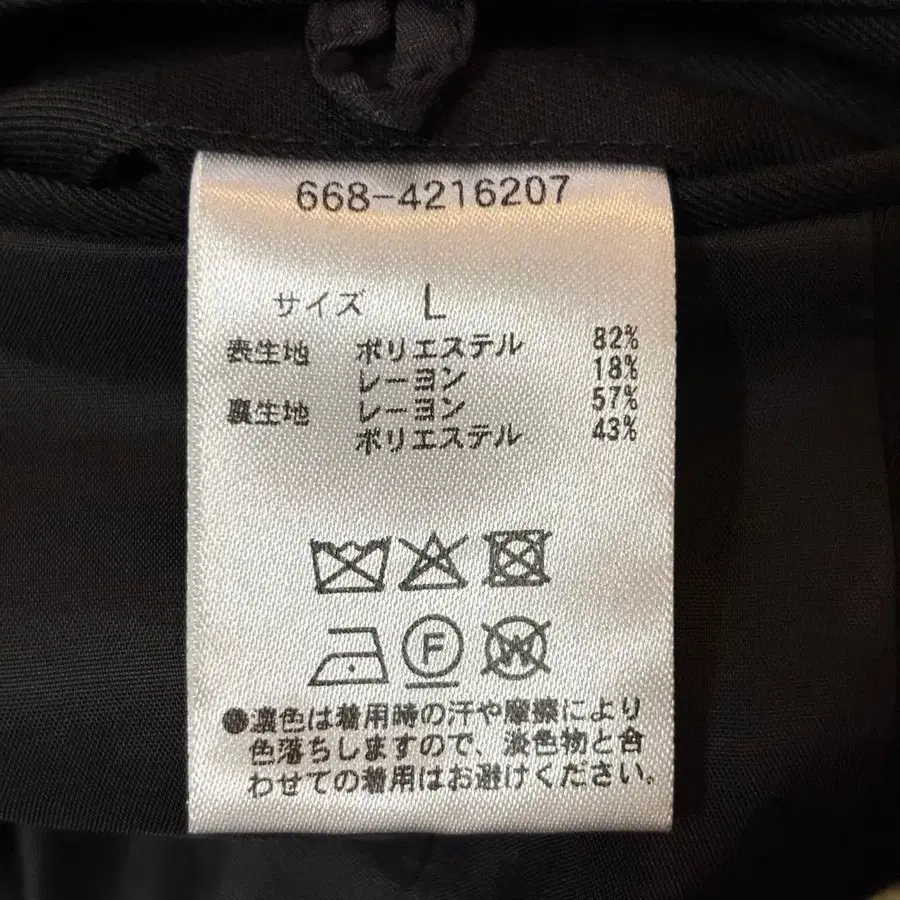 668-4216207
サイズ L
表生地 ポリエステル 82%
レーヨン 18%
裏生地 レーヨン 57%
ポリエステル 43%
F
W
●濃色は着用時の汗や摩擦により
色落ちしますので、淡色物と合
わせての着用はお避けください。